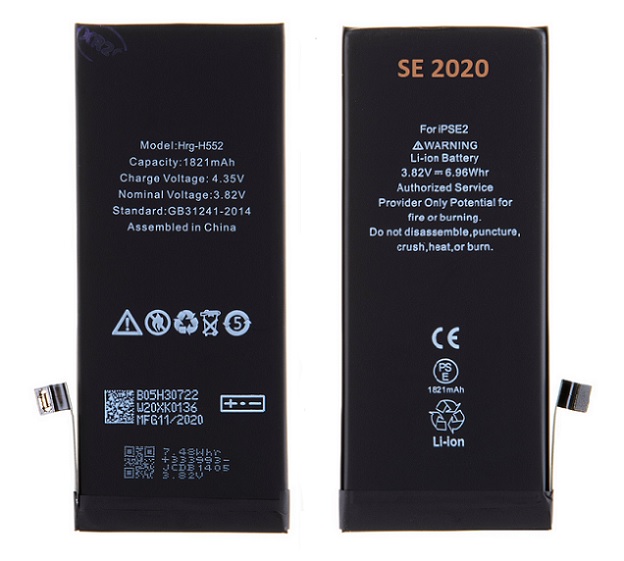 Model:Hrg-H552
Capacity:1821mAh
Charge Voltage: 4.35V
Nominal Voltage:3.82V
Standard:GB31241-2014
Assembled in China
5
B05H30722
W20XK0136
MFG11/2020
7.48Whr
JCDB1405
3.82V
SE 2020
For iPSE2
WARNING
Li-ion Battery
3.82V⎓6.96Whr
Authorized Service
Provider Only Potential for
fire or burning.
Do not disassemble,puncture,
crush,heat,or burn.
CE
PS
E
1821mAh
Li-Ion